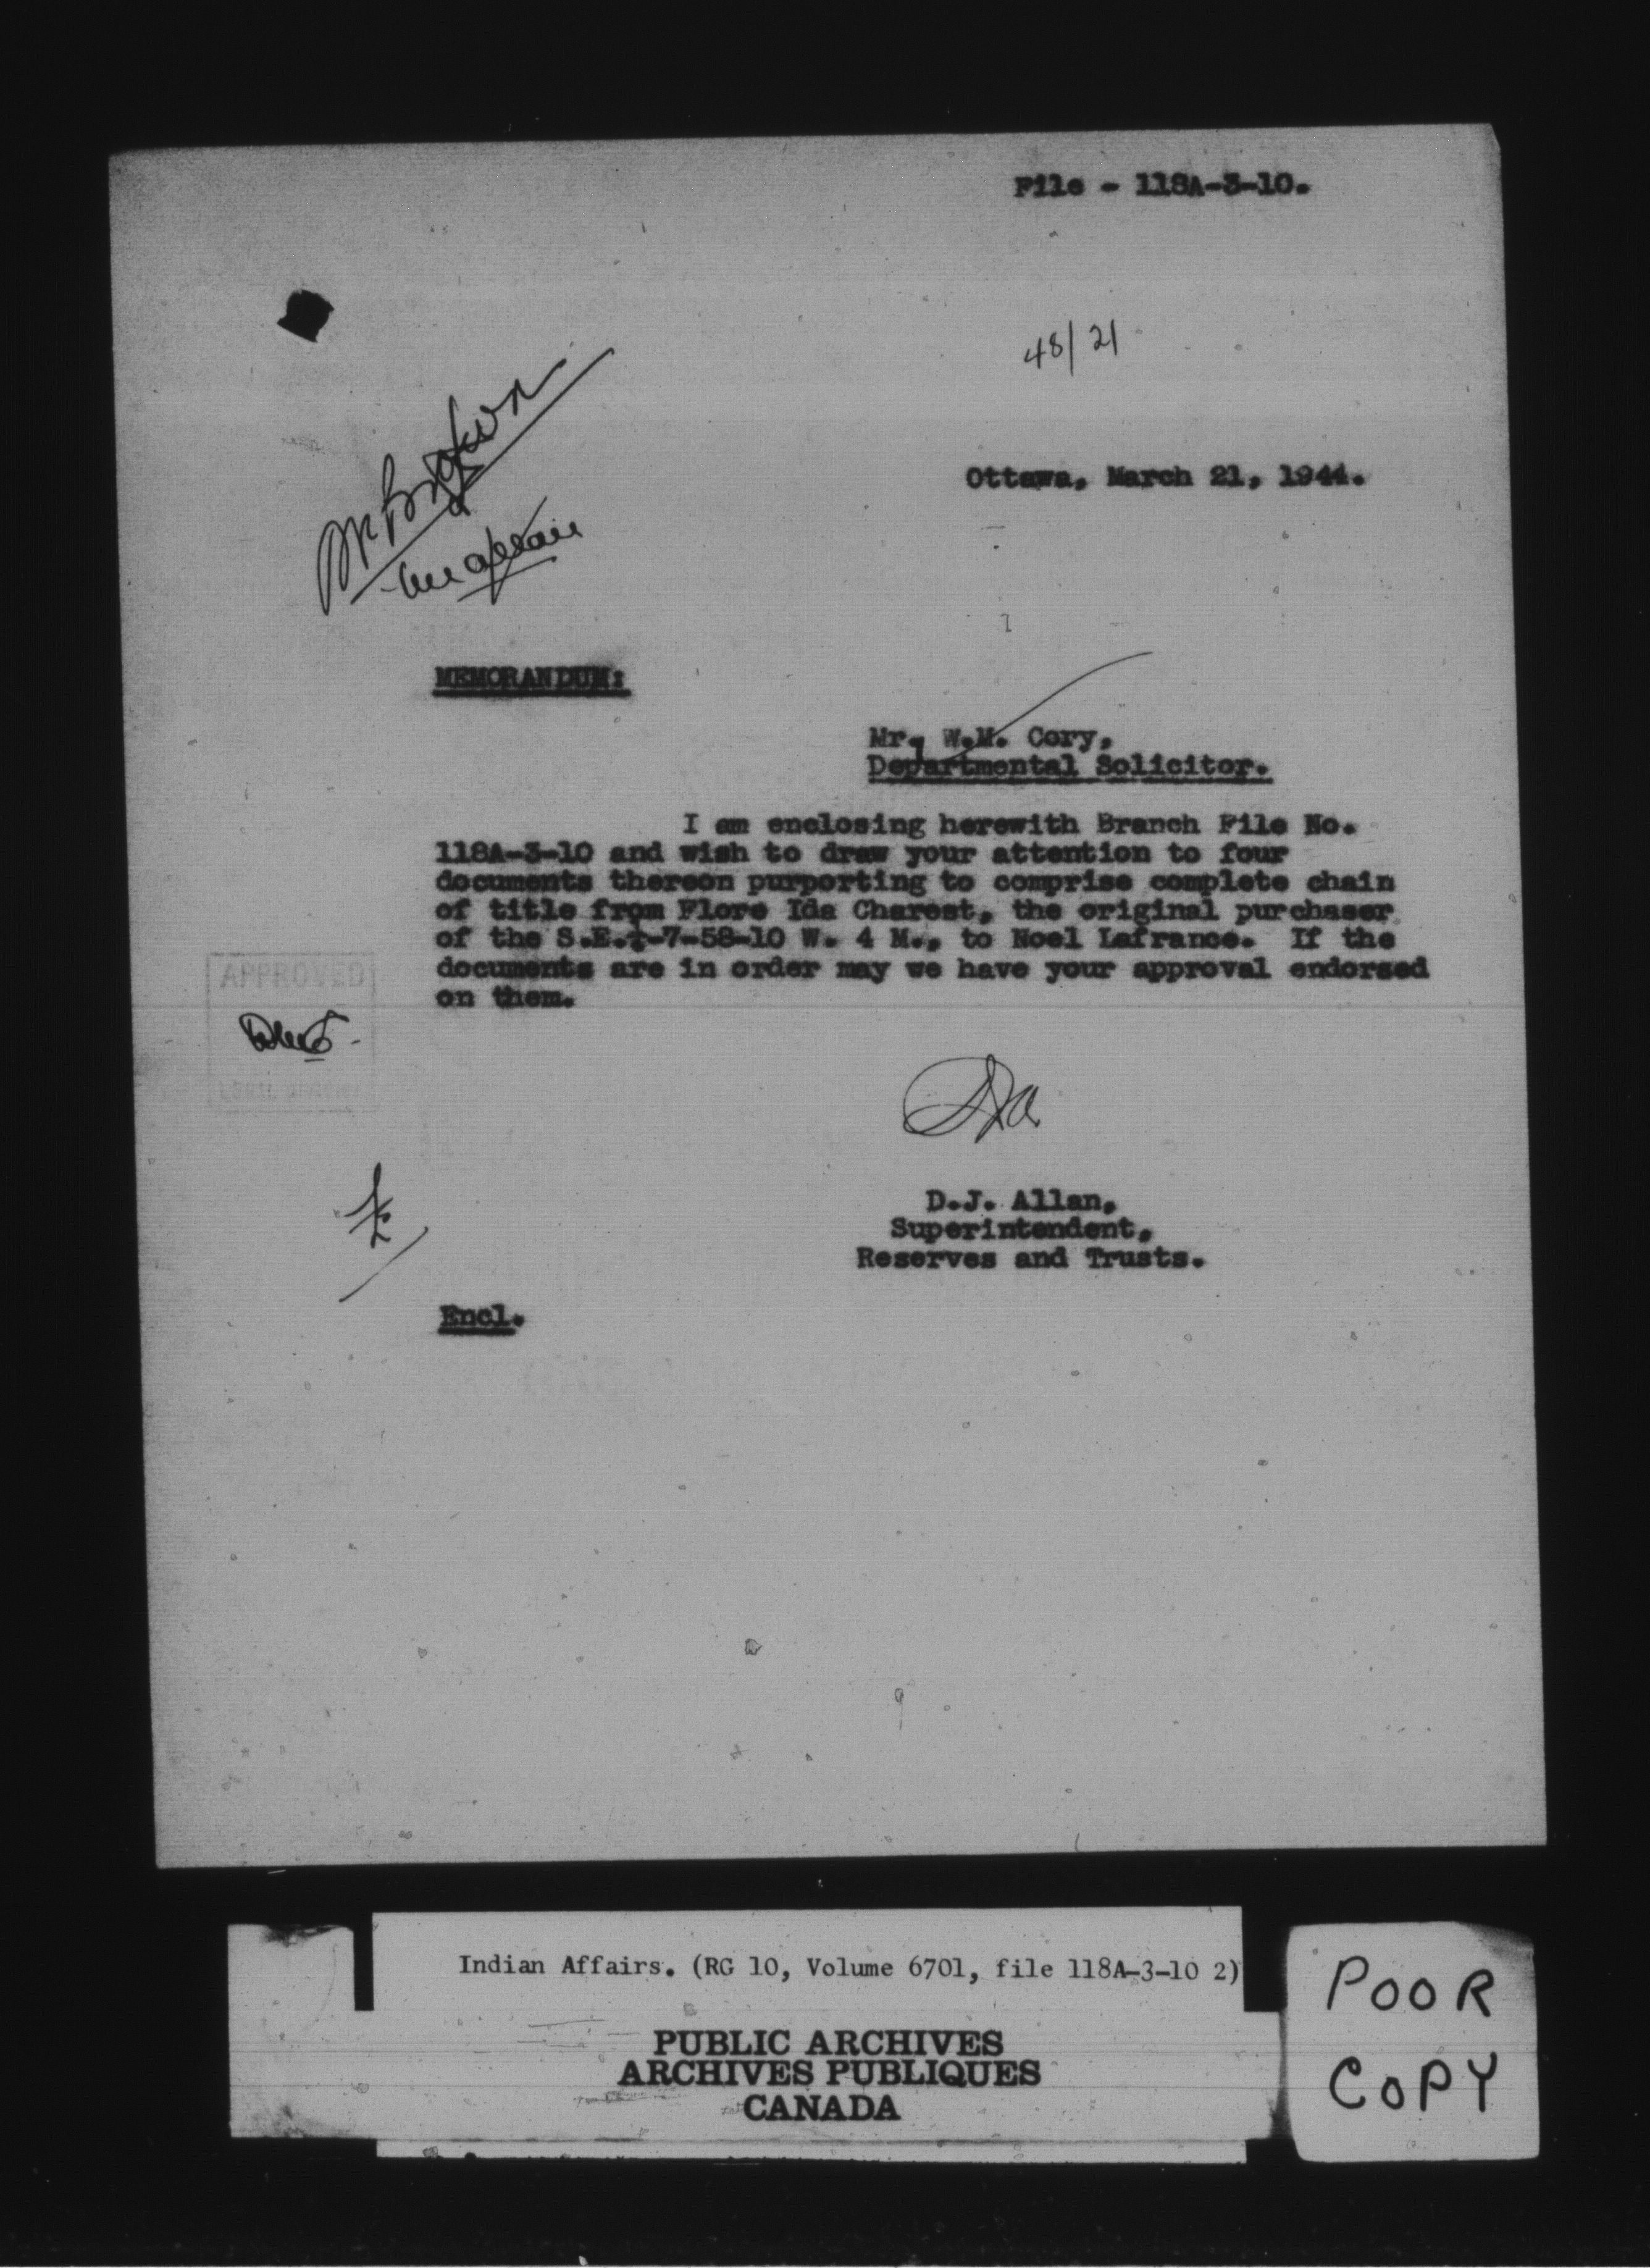 File - 118A-3-10.
48/21
Ottawa, March 21, 1944.
MEMORANDUM:
Mr. W.M. Cory,
Departmental Solicitor.
I am enclosing herewith Branch File No.
118A-3-10 and wish to draw your attention to four
documents thereon purporting to comprise complete chain
of title from Flore Ida Charest, the original purchaser
of the S.E.¼-7-58-10 W. 4 M., to Noel Lafrance. If the
documents are in order may we have your approval endorsed
on them.
APPROVED
LEGAL DIVISION
D.J. Allan,
Superintendent,
Reserves and Trusts.
Encl.
Indian Affairs. (RG 10, Volume 6701, file 118A-3-10 2)
PUBLIC ARCHIVES
ARCHIVES PUBLIQUES
CANADA
POOR
COPY